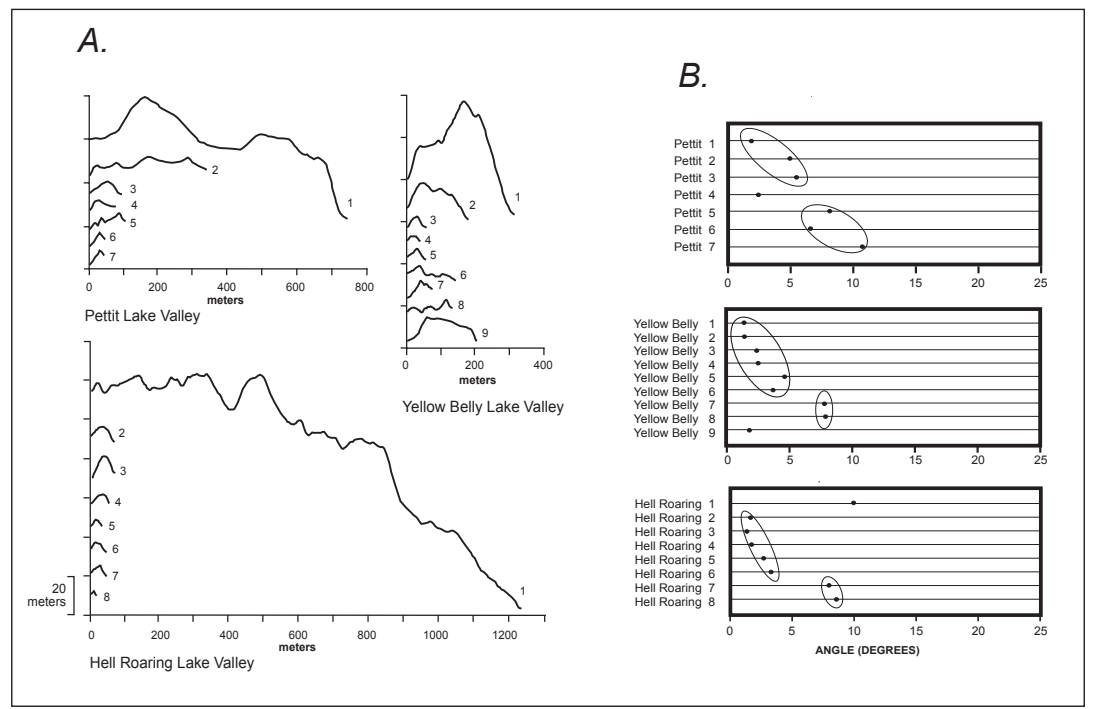 A.
1
2
3
4
5
6
7
0 200 400 600 800
meters
Pettit Lake Valley
1
2
3
4
5
6
7
8
9
0 200 400
meters
Yellow Belly Lake Valley
2
3
4
5
6
7
8
1
20
meters
0 200 400 600 800 1000 1200
meters
Hell Roaring Lake Valley
B.
Pettit 1
Pettit 2
Pettit 3
Pettit 4
Pettit 5
Pettit 6
Pettit 7
0 5 10 15 20 25
Yellow Belly 1
Yellow Belly 2
Yellow Belly 3
Yellow Belly 4
Yellow Belly 5
Yellow Belly 6
Yellow Belly 7
Yellow Belly 8
Yellow Belly 9
0 5 10 15 20 25
Hell Roaring 1
Hell Roaring 2
Hell Roaring 3
Hell Roaring 4
Hell Roaring 5
Hell Roaring 6
Hell Roaring 7
Hell Roaring 8
0 5 10 15 20 25
ANGLE (DEGREES)